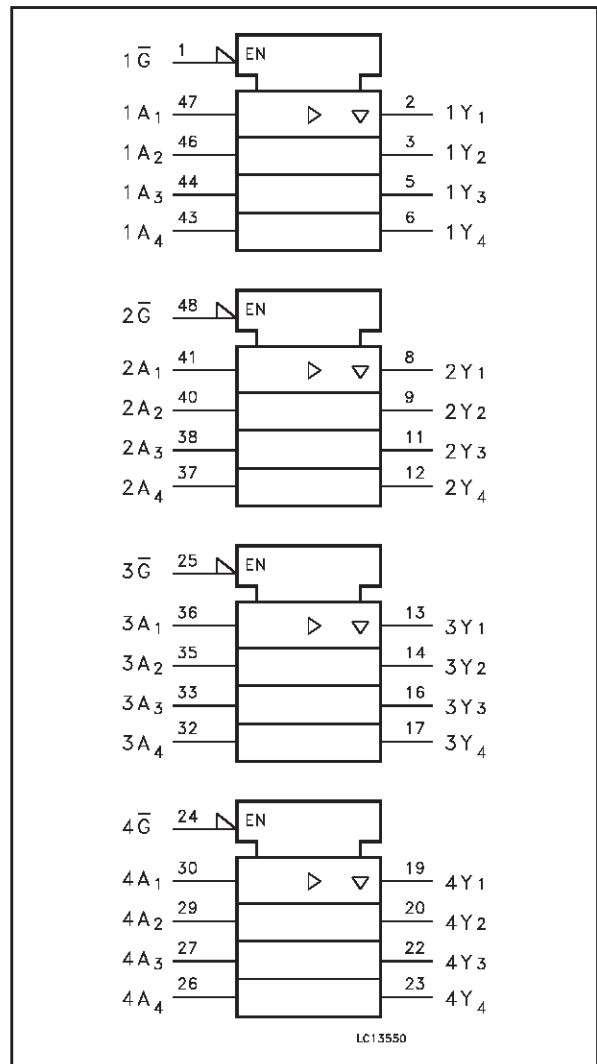 1G̅ 1 EN
1A₁ 47 2 1Y₁
1A₂ 46 3 1Y₂
1A₃ 44 5 1Y₃
1A₄ 43 6 1Y₄
2G̅ 48 EN
2A₁ 41 8 2Y₁
2A₂ 40 9 2Y₂
2A₃ 38 11 2Y₃
2A₄ 37 12 2Y₄
3G̅ 25 EN
3A₁ 36 13 3Y₁
3A₂ 35 14 3Y₂
3A₃ 33 16 3Y₃
3A₄ 32 17 3Y₄
4G̅ 24 EN
4A₁ 30 19 4Y₁
4A₂ 29 20 4Y₂
4A₃ 27 22 4Y₃
4A₄ 26 23 4Y₄
LC13550